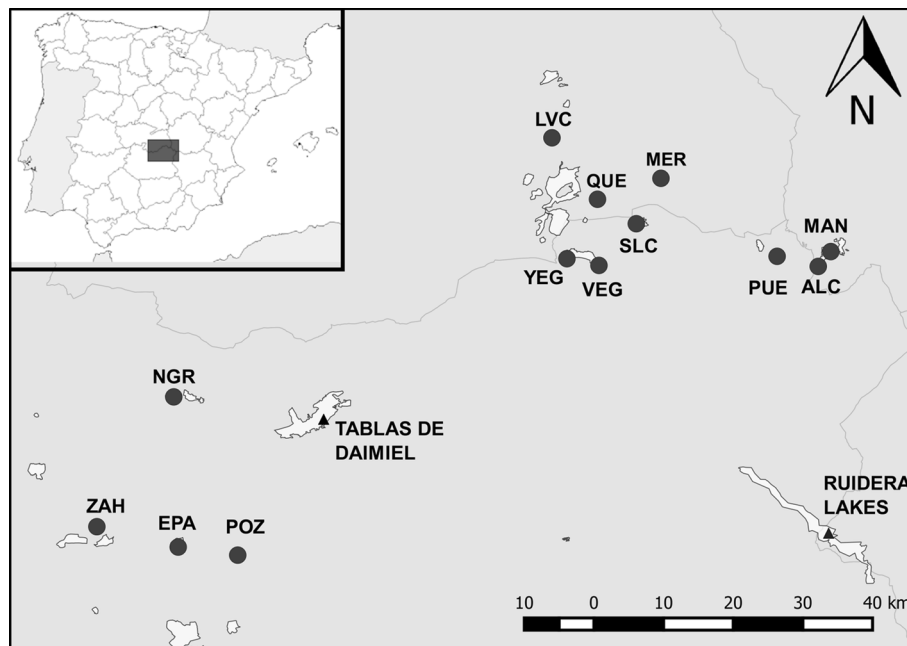 N
LVC
MER
QUE
SLC
MAN
YEG
VEG
PUE
ALC
NGR
TABLAS DE
DAIMIEL
RUIDERA
LAKES
ZAH
EPA
POZ
10 0 10 20 30 40 km